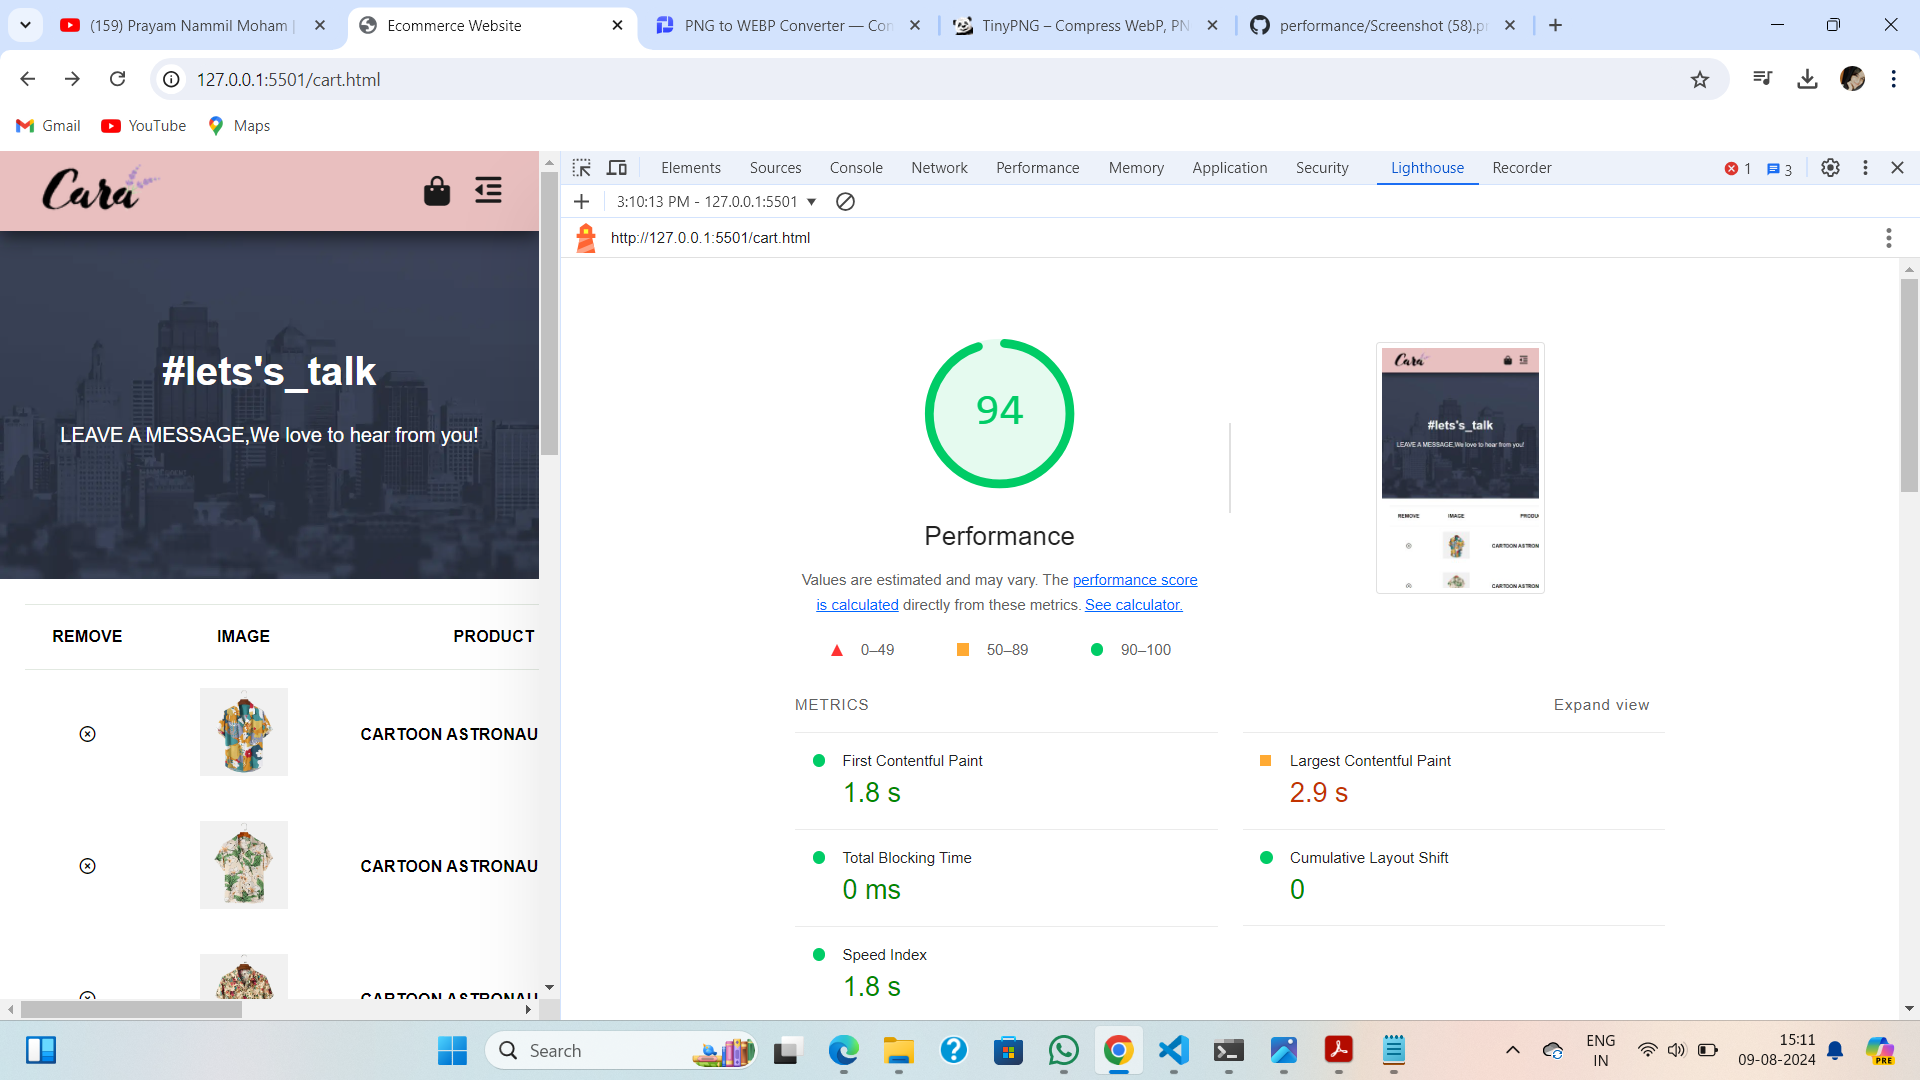 (159) Prayam Nammil Moham |
Ecommerce Website
PNG to WEBP Converter — Con
TinyPNG – Compress WebP, PN
performance/Screenshot (58).pr
127.0.0.1:5501/cart.html
Gmail
YouTube
Maps
Elements
Sources
Console
Network
Performance
Memory
Application
Security
Lighthouse
Recorder
1
3
3:10:13 PM - 127.0.0.1:5501
http://127.0.0.1:5501/cart.html
Cara
#lets's_talk
LEAVE A MESSAGE,We love to hear from you!
REMOVE IMAGE PRODUCT
CARTOON ASTRONAU
CARTOON ASTRONAU
CARTOON ASTRONAU
94
Performance
Values are estimated and may vary. The performance score
is calculated directly from these metrics. See calculator.
0–49
50–89
90–100
Cara
#lets's_talk
LEAVE A MESSAGE,We love to hear from you!
REMOVE IMAGE PRODU
CARTOON ASTRON
CARTOON ASTRON
METRICS
Expand view
First Contentful Paint
1.8 s
Largest Contentful Paint
2.9 s
Total Blocking Time
0 ms
Cumulative Layout Shift
0
Speed Index
1.8 s
Search
PRE
ENG
IN
15:11
09-08-2024